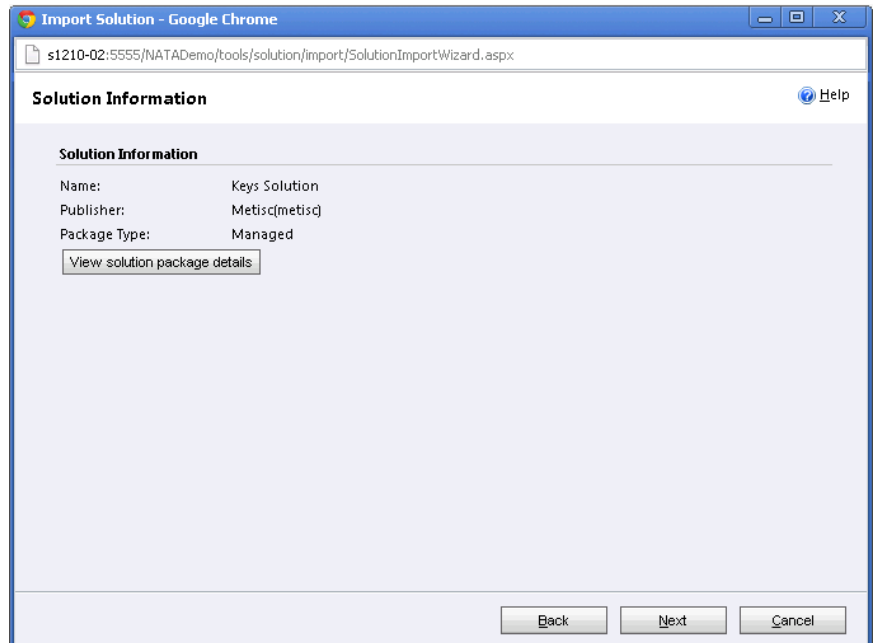 Import Solution - Google Chrome
s1210-02:5555/NATADemo/tools/solution/import/SolutionImportWizard.aspx
Solution Information
Help
Solution Information
Name: Keys Solution
Publisher: Metisc(metisc)
Package Type: Managed
View solution package details
Back Next Cancel